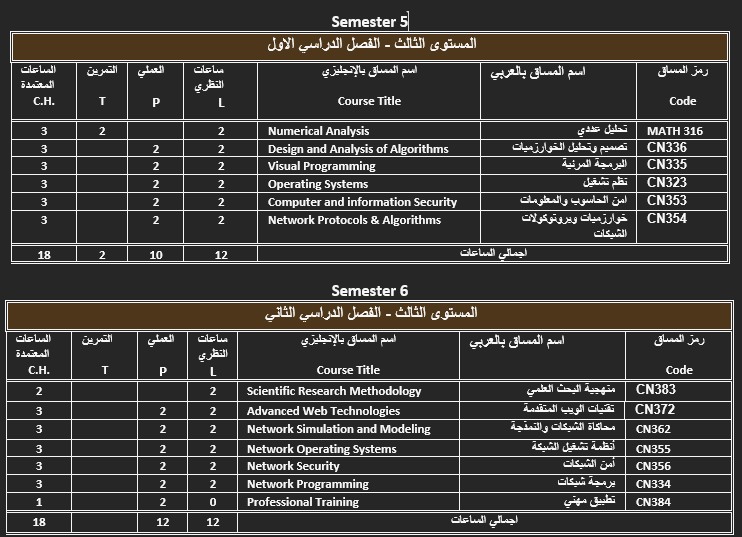 Semester 5
المستوى الثالث - الفصل الدراسي الاول
رمز المساق Code | اسم المساق بالعربي | اسم المساق بالإنجليزي Course Title | ساعات النظري L | العملي P | التمرين T | الساعات المعتمدة C.H.
MATH 316 | تحليل عددي | Numerical Analysis | 2 | | 2 | 3
CN336 | تصميم وتحليل الخوارزميات | Design and Analysis of Algorithms | 2 | 2 | | 3
CN335 | البرمجة المرئية | Visual Programming | 2 | 2 | | 3
CN323 | نظم تشغيل | Operating Systems | 2 | 2 | | 3
CN353 | امن الحاسوب والمعلومات | Computer and information Security | 2 | 2 | | 3
CN354 | خوارزميات وبروتوكولات الشبكات | Network Protocols & Algorithms | 2 | 2 | | 3
اجمالي الساعات | 12 | 10 | 2 | 18
Semester 6
المستوى الثالث - الفصل الدراسي الثاني
رمز المساق Code | اسم المساق بالعربي | اسم المساق بالإنجليزي Course Title | ساعات النظري L | العملي P | التمرين T | الساعات المعتمدة C.H.
CN383 | منهجية البحث العلمي | Scientific Research Methodology | 2 | | | 2
CN372 | تقنيات الويب المتقدمة | Advanced Web Technologies | 2 | 2 | | 3
CN362 | محاكاة الشبكات والنمذجة | Network Simulation and Modeling | 2 | 2 | | 3
CN355 | أنظمة تشغيل الشبكة | Network Operating Systems | 2 | 2 | | 3
CN356 | أمن الشبكات | Network Security | 2 | 2 | | 3
CN334 | برمجة شبكات | Network Programming | 2 | 2 | | 3
CN384 | تطبيق مهني | Professional Training | 0 | 2 | | 1
اجمالي الساعات | 12 | 12 | | 18